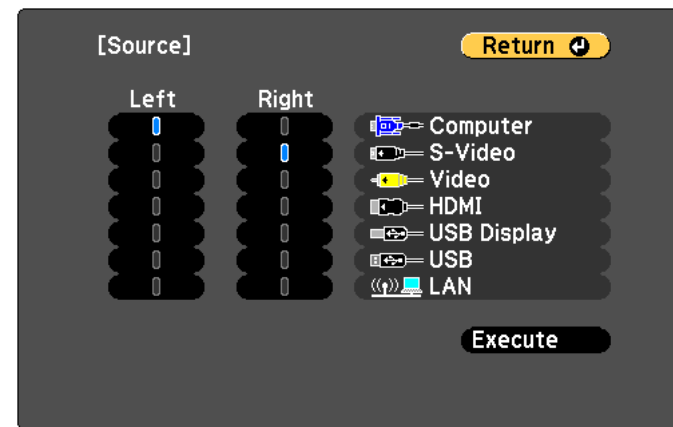 [Source]
Return
Left Right
Computer
S-Video
Video
HDMI
USB Display
USB
LAN
Execute